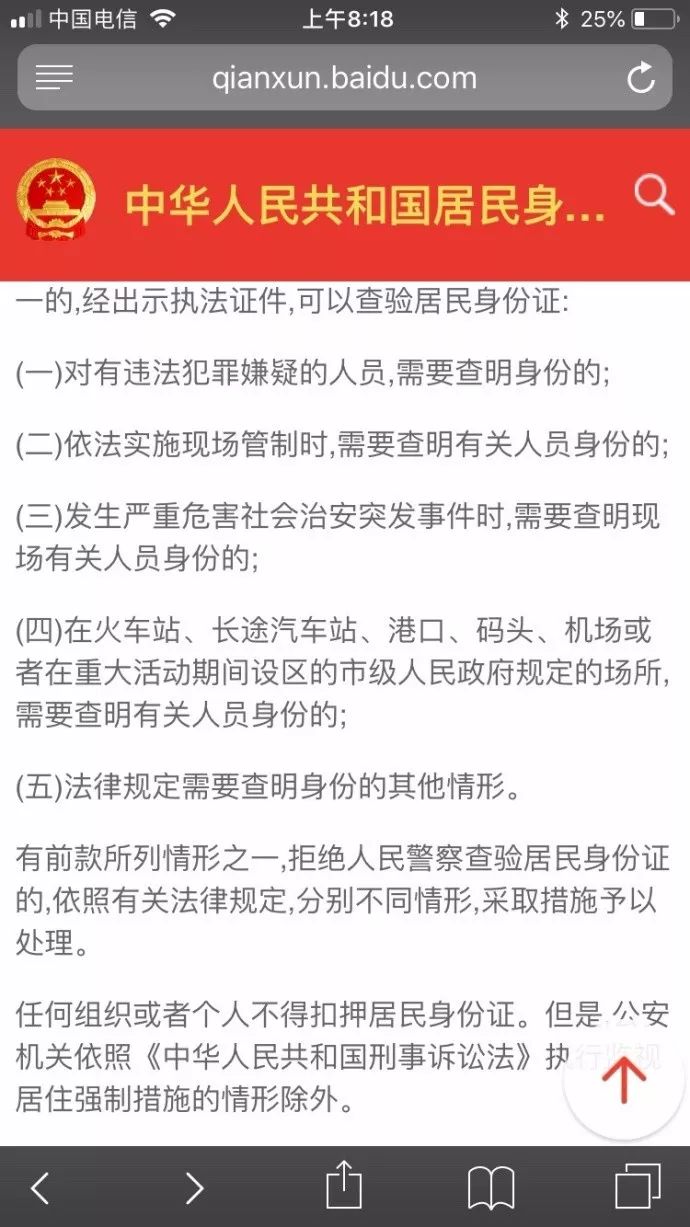 中国电信
上午8:18
25%
qianxun.baidu.com
中华人民共和国居民身...
一的,经出示执法证件,可以查验居民身份证:
(一)对有违法犯罪嫌疑的人员,需要查明身份的;
(二)依法实施现场管制时,需要查明有关人员身份的;
(三)发生严重危害社会治安突发事件时,需要查明现
场有关人员身份的;
(四)在火车站、长途汽车站、港口、码头、机场或
者在重大活动期间设区的市级人民政府规定的场所,
需要查明有关人员身份的;
(五)法律规定需要查明身份的其他情形。
有前款所列情形之一,拒绝人民警察查验居民身份证
的,依照有关法律规定,分别不同情形,采取措施予以
处理。
任何组织或者个人不得扣押居民身份证。但是,公安
机关依照《中华人民共和国刑事诉讼法》执行监视
居住强制措施的情形除外。